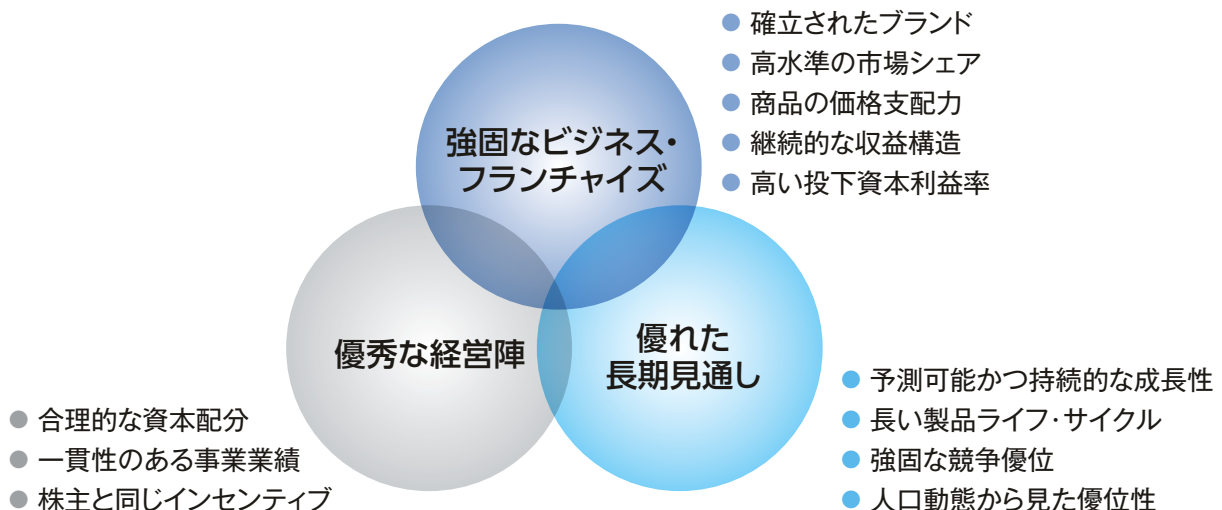 確立されたブランド
高水準の市場シェア
商品の価格支配力
継続的な収益構造
高い投下資本利益率
強固なビジネス・
フランチャイズ
優秀な経営陣
優れた
長期見通し
合理的な資本配分
一貫性のある事業業績
株主と同じインセンティブ
予測可能かつ持続的な成長性
長い製品ライフ・サイクル
強固な競争優位
人口動態から見た優位性